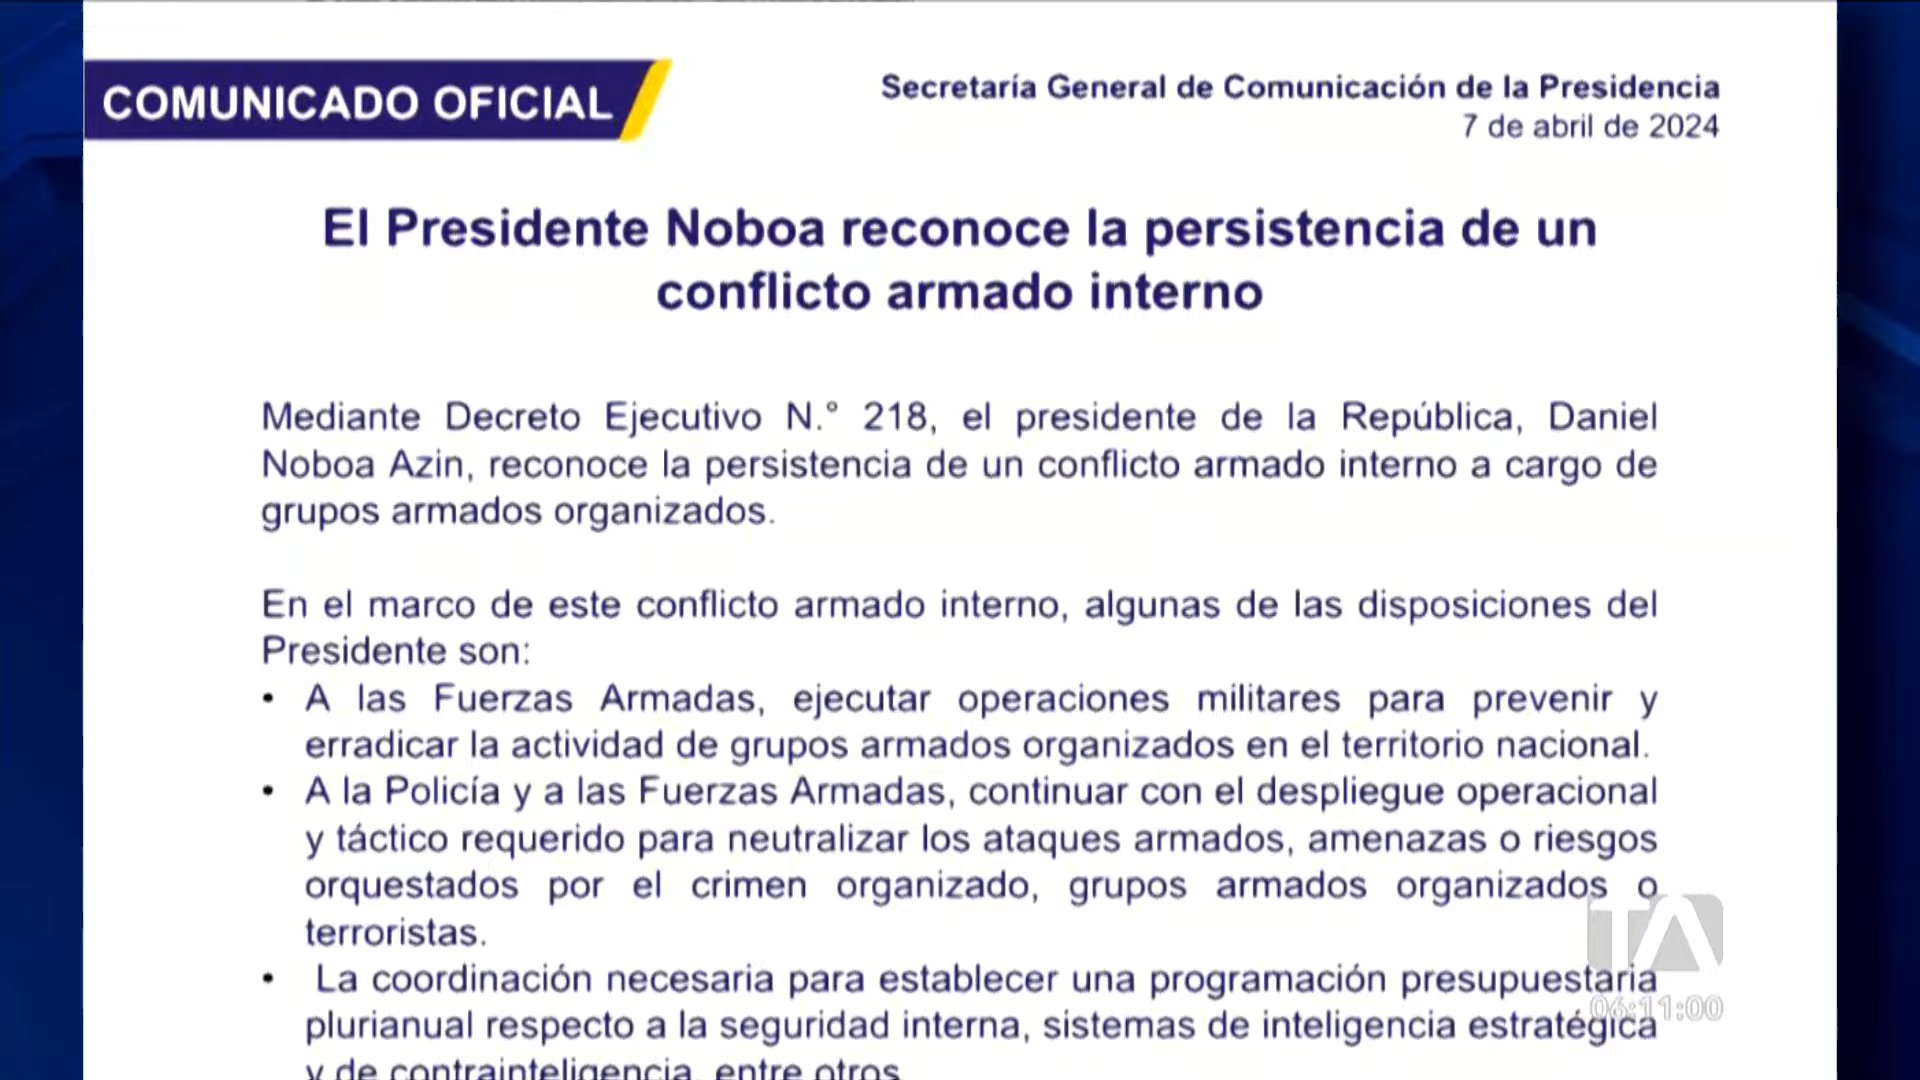 COMUNICADO OFICIAL
Secretaría General de Comunicación de la Presidencia
7 de abril de 2024
El Presidente Noboa reconoce la persistencia de un
conflicto armado interno
Mediante Decreto Ejecutivo N.° 218, el presidente de la República, Daniel
Noboa Azin, reconoce la persistencia de un conflicto armado interno a cargo de
grupos armados organizados.
En el marco de este conflicto armado interno, algunas de las disposiciones del
Presidente son:
• A las Fuerzas Armadas, ejecutar operaciones militares para prevenir y
erradicar la actividad de grupos armados organizados en el territorio nacional.
• A la Policía y a las Fuerzas Armadas, continuar con el despliegue operacional
y táctico requerido para neutralizar los ataques armados, amenazas o riesgos
orquestados por el crimen organizado, grupos armados organizados o
terroristas.
• La coordinación necesaria para establecer una programación presupuestaria
plurianual respecto a la seguridad interna, sistemas de inteligencia estratégica
y de contrainteligencia, entre otros.
TA
06:11:00